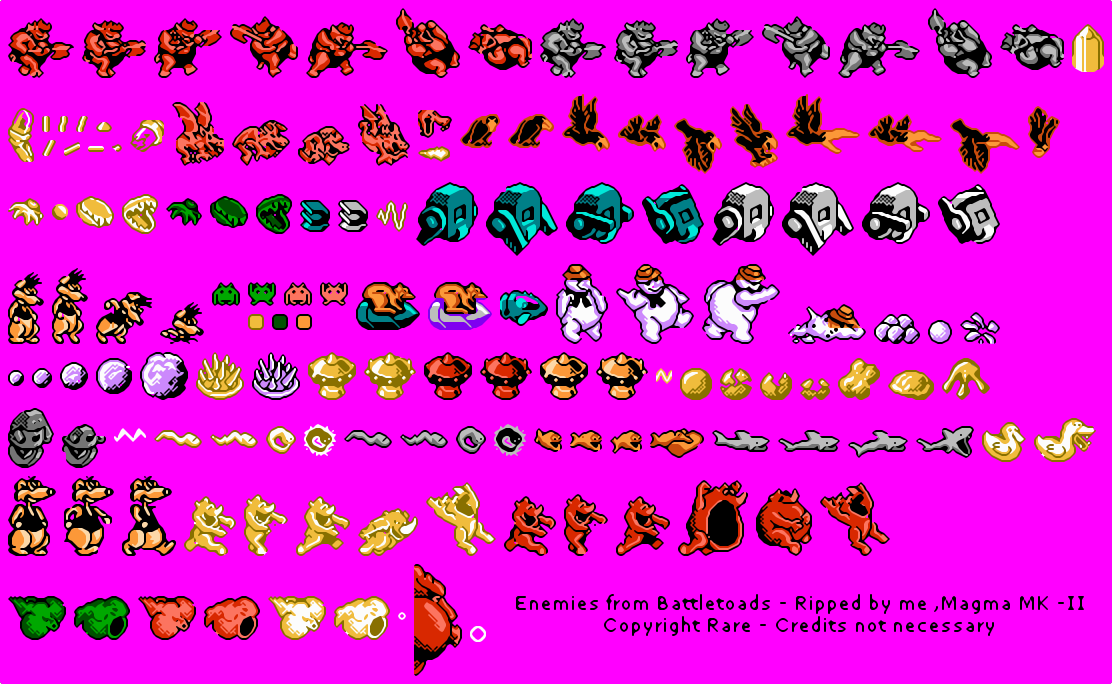 Enemies from Battletoads - Ripped by me ,Magma MK -II
Copyright Rare - Credits not necessary